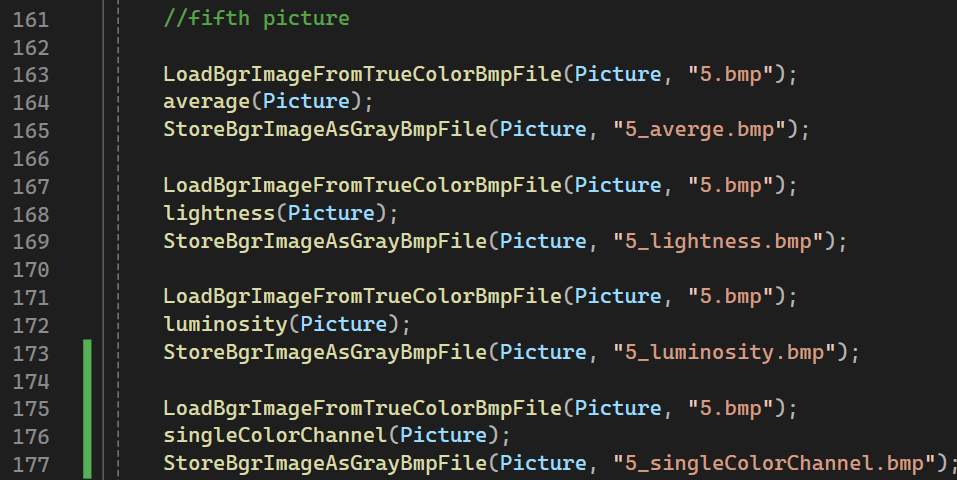 161 //fifth picture
162
163 LoadBgrImageFromTrueColorBmpFile(Picture, "5.bmp");
164 average(Picture);
165 StoreBgrImageAsGrayBmpFile(Picture, "5_averge.bmp");
166
167 LoadBgrImageFromTrueColorBmpFile(Picture, "5.bmp");
168 lightness(Picture);
169 StoreBgrImageAsGrayBmpFile(Picture, "5_lightness.bmp");
170
171 LoadBgrImageFromTrueColorBmpFile(Picture, "5.bmp");
172 luminosity(Picture);
173 StoreBgrImageAsGrayBmpFile(Picture, "5_luminosity.bmp");
174
175 LoadBgrImageFromTrueColorBmpFile(Picture, "5.bmp");
176 singleColorChannel(Picture);
177 StoreBgrImageAsGrayBmpFile(Picture, "5_singleColorChannel.bmp");